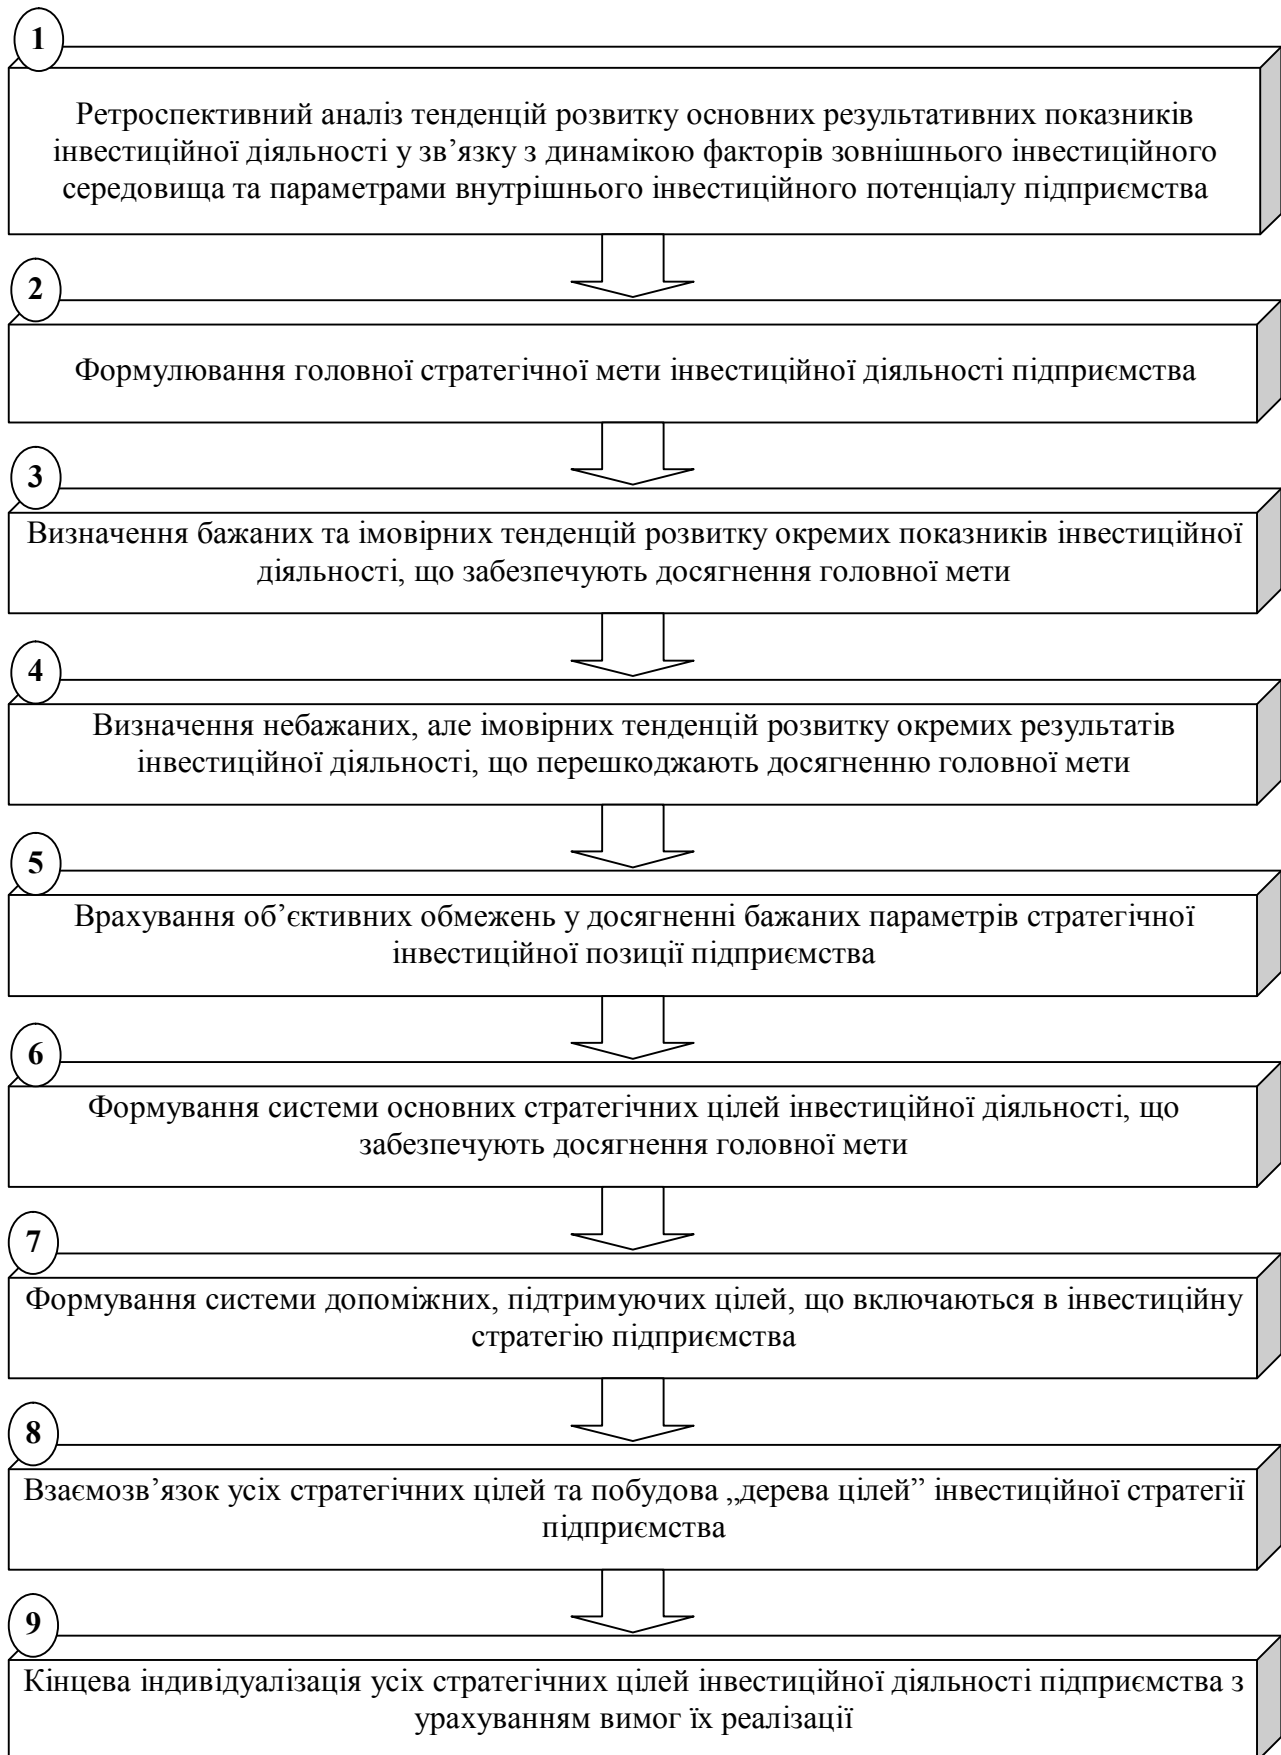 1
Ретроспективний аналіз тенденцій розвитку основних результативних показників
інвестиційної діяльності у зв’язку з динамікою факторів зовнішнього інвестиційного
середовища та параметрами внутрішнього інвестиційного потенціалу підприємства
2
Формулювання головної стратегічної мети інвестиційної діяльності підприємства
3
Визначення бажаних та імовірних тенденцій розвитку окремих показників інвестиційної
діяльності, що забезпечують досягнення головної мети
4
Визначення небажаних, але імовірних тенденцій розвитку окремих результатів
інвестиційної діяльності, що перешкоджають досягненню головної мети
5
Врахування об’єктивних обмежень у досягненні бажаних параметрів стратегічної
інвестиційної позиції підприємства
6
Формування системи основних стратегічних цілей інвестиційної діяльності, що
забезпечують досягнення головної мети
7
Формування системи допоміжних, підтримуючих цілей, що включаються в інвестиційну
стратегію підприємства
8
Взаємозв’язок усіх стратегічних цілей та побудова „дерева цілей” інвестиційної стратегії
підприємства
9
Кінцева індивідуалізація усіх стратегічних цілей інвестиційної діяльності підприємства з
урахуванням вимог їх реалізації